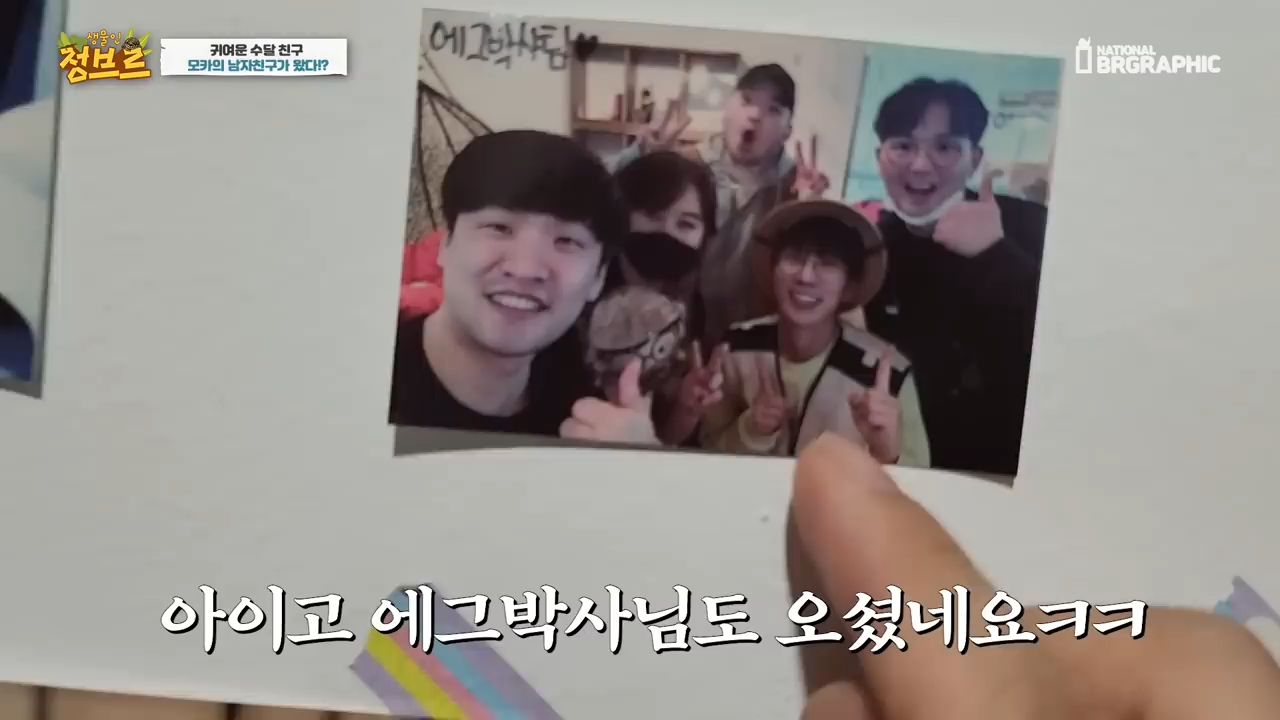 생물인
정브르
귀여운 수달 친구
모카의 남자친구가 왔다!?
NATIONAL
BRGRAPHIC
에그박사팀♥
아이고 에그박사님도 오셨네요ㅋㅋ